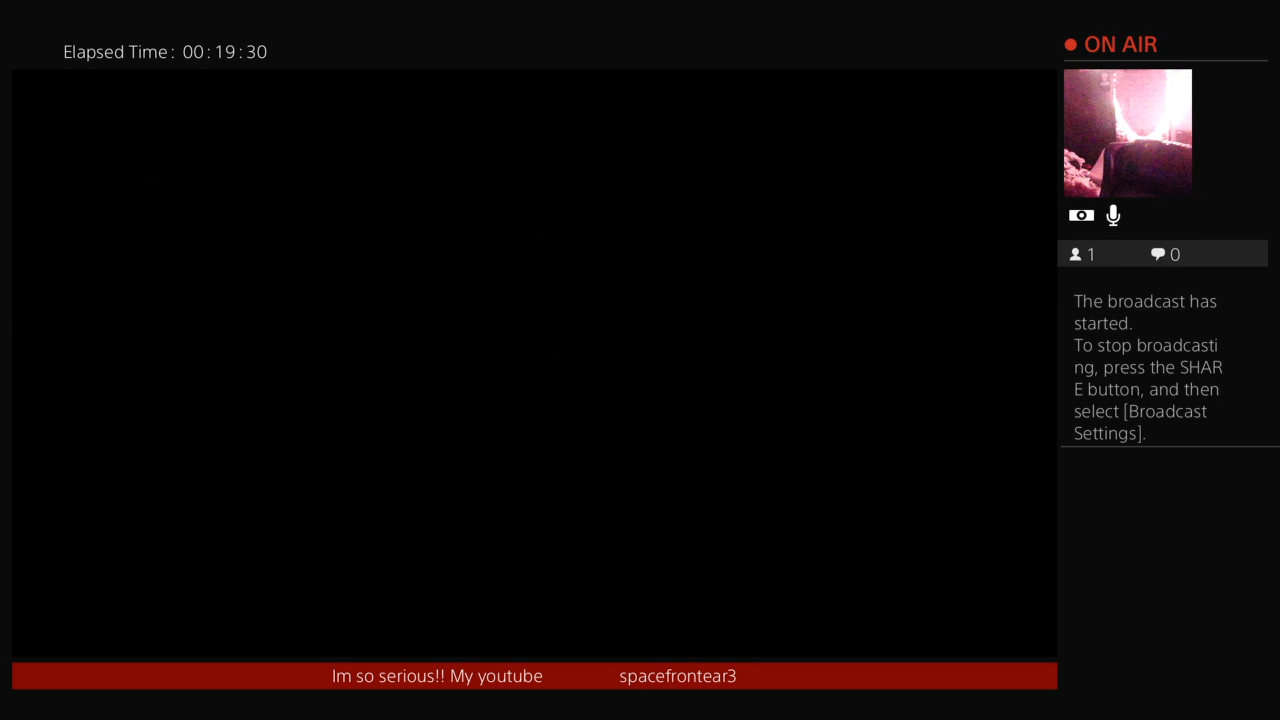 Elapsed Time: 00:19:30
ON AIR
1 0
The broadcast has
started.
To stop broadcasti
ng, press the SHAR
E button, and then
select [Broadcast
Settings].
Im so serious!! My youtube spacefrontear3